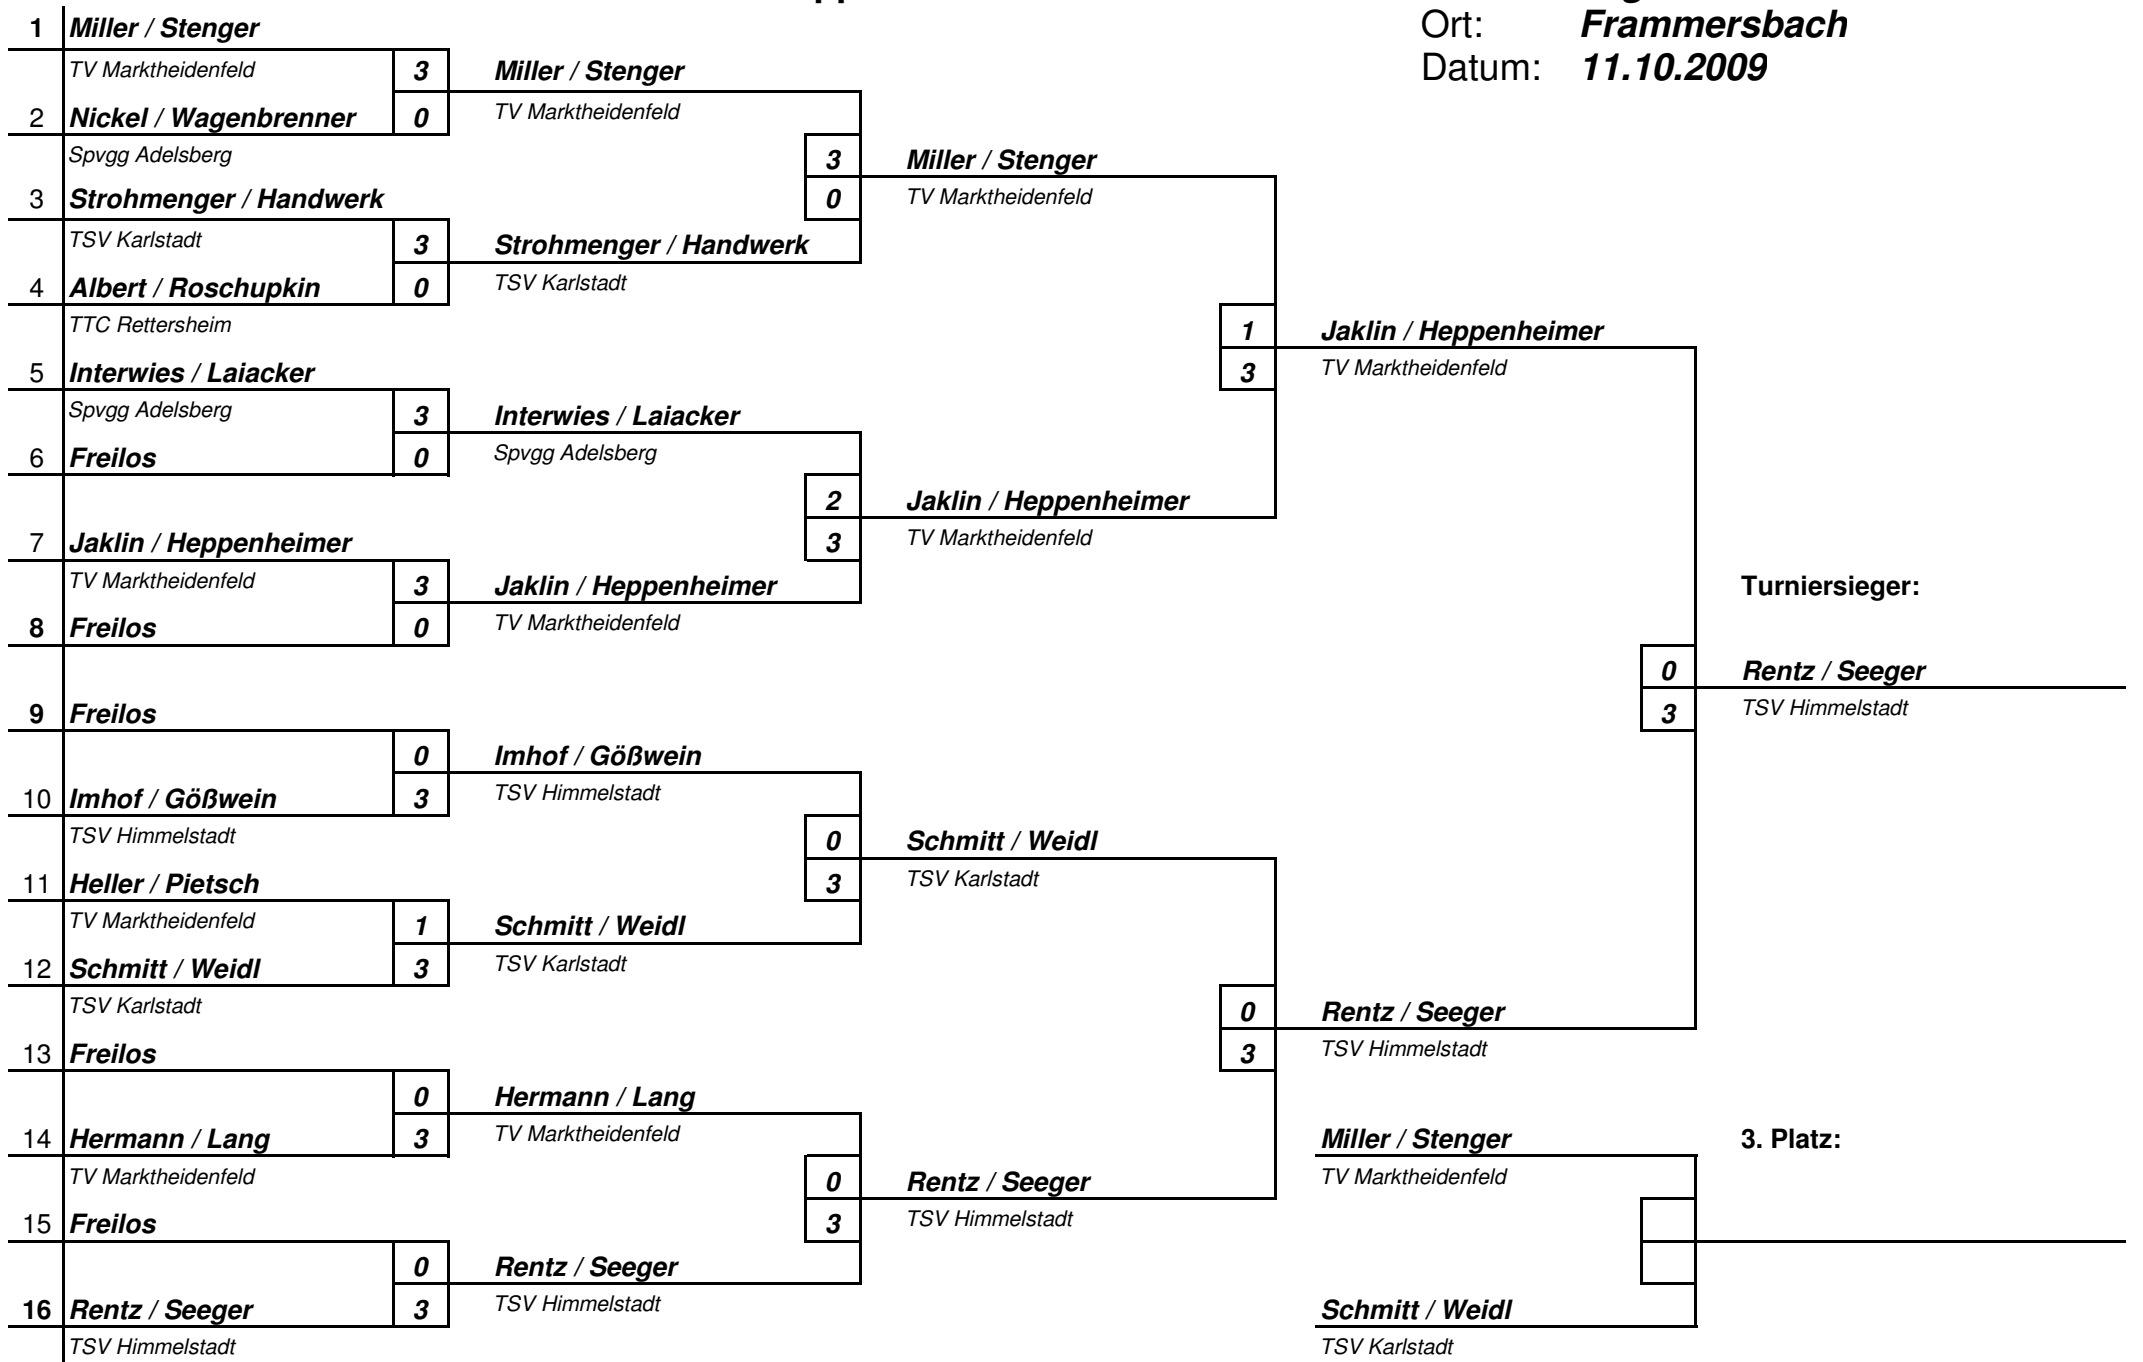 Ort: Frammersbach
Datum: 11.10.2009
1 Miller / Stenger
TV Marktheidenfeld 3 Miller / Stenger
2 Nickel / Wagenbrenner 0 TV Marktheidenfeld
Spvgg Adelsberg 3 Miller / Stenger
3 Strohmenger / Handwerk 0 TV Marktheidenfeld
TSV Karlstadt 3 Strohmenger / Handwerk
4 Albert / Roschupkin 0 TSV Karlstadt
TTC Rettersheim 1 Jaklin / Heppenheimer
5 Interwies / Laiacker 3 TV Marktheidenfeld
Spvgg Adelsberg 3 Interwies / Laiacker
6 Freilos 0 Spvgg Adelsberg
2 Jaklin / Heppenheimer
7 Jaklin / Heppenheimer 3 TV Marktheidenfeld
TV Marktheidenfeld 3 Jaklin / Heppenheimer Turniersieger:
8 Freilos 0 TV Marktheidenfeld
0 Rentz / Seeger
9 Freilos 3 TSV Himmelstadt
0 Imhof / Gößwein
10 Imhof / Gößwein 3 TSV Himmelstadt
TSV Himmelstadt 0 Schmitt / Weidl
11 Heller / Pietsch 3 TSV Karlstadt
TV Marktheidenfeld 1 Schmitt / Weidl
12 Schmitt / Weidl 3 TSV Karlstadt
TSV Karlstadt 0 Rentz / Seeger
13 Freilos 3 TSV Himmelstadt
0 Hermann / Lang
14 Hermann / Lang 3 TV Marktheidenfeld Miller / Stenger 3. Platz:
TV Marktheidenfeld 0 Rentz / Seeger TV Marktheidenfeld
15 Freilos 3 TSV Himmelstadt
0 Rentz / Seeger
16 Rentz / Seeger 3 TSV Himmelstadt Schmitt / Weidl
TSV Himmelstadt TSV Karlstadt